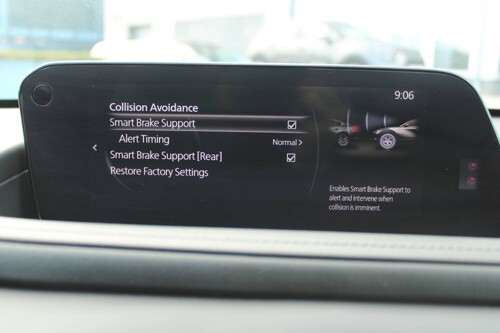 9:06
Collision Avoidance
Smart Brake Support
Alert Timing Normal >
Smart Brake Support [Rear]
Restore Factory Settings
Enables Smart Brake Support to
alert and intervene when
collision is imminent.